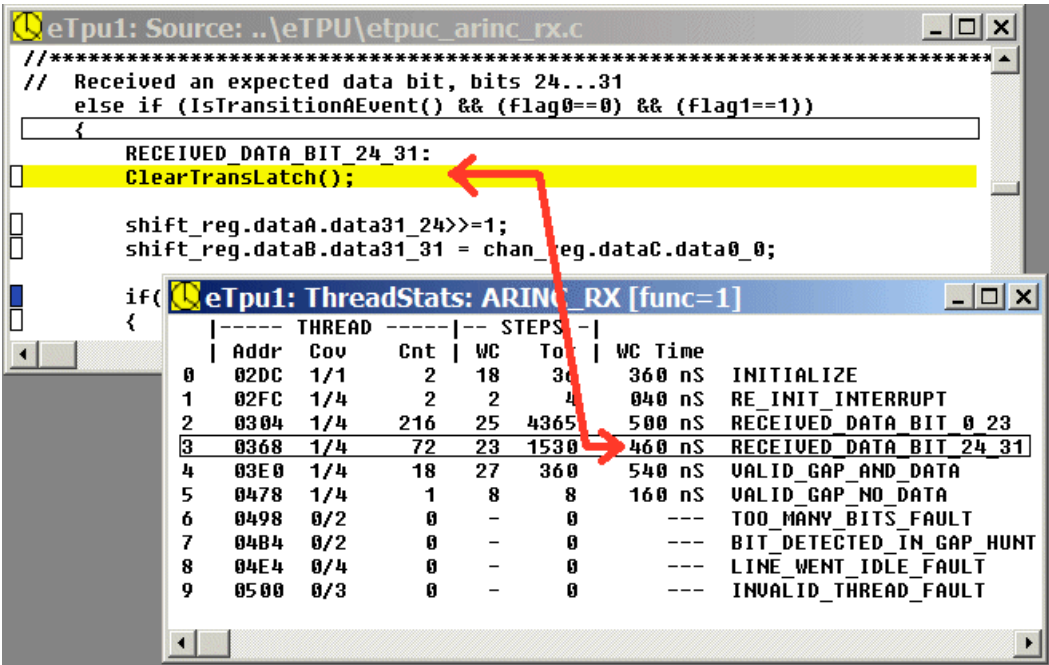 eTpu1: Source: ..\eTPU\etpuc_arinc_rx.c
//*************************************************************************
// Received an expected data bit, bits 24...31
else if (IsTransitionAEvent() && (flag0==0) && (flag1==1))
{
RECEIVED_DATA_BIT_24_31:
ClearTransLatch();
shift_reg.dataA.data31_24>>=1;
shift_reg.dataB.data31_31 = chan_reg.dataC.data0_0;
if(
{
eTpu1: ThreadStats: ARINC_RX [func=1]
|----- THREAD -----|-- STEPS -|
| Addr Cov Cnt | WC Tot | WC Time
0 02DC 1/1 2 18 36 360 nS INITIALIZE
1 02FC 1/4 2 2 4 040 nS RE_INIT_INTERRUPT
2 0304 1/4 216 25 4365 500 nS RECEIVED_DATA_BIT_0_23
3 0368 1/4 72 23 1530 460 nS RECEIVED_DATA_BIT_24_31
4 03E0 1/4 18 27 360 540 nS VALID_GAP_AND_DATA
5 0478 1/4 1 8 8 160 nS VALID_GAP_NO_DATA
6 0498 0/2 0 - 0 --- TOO_MANY_BITS_FAULT
7 04B4 0/2 0 - 0 --- BIT_DETECTED_IN_GAP_HUNT
8 04E4 0/4 0 - 0 --- LINE_WENT_IDLE_FAULT
9 0500 0/3 0 - 0 --- INVALID_THREAD_FAULT